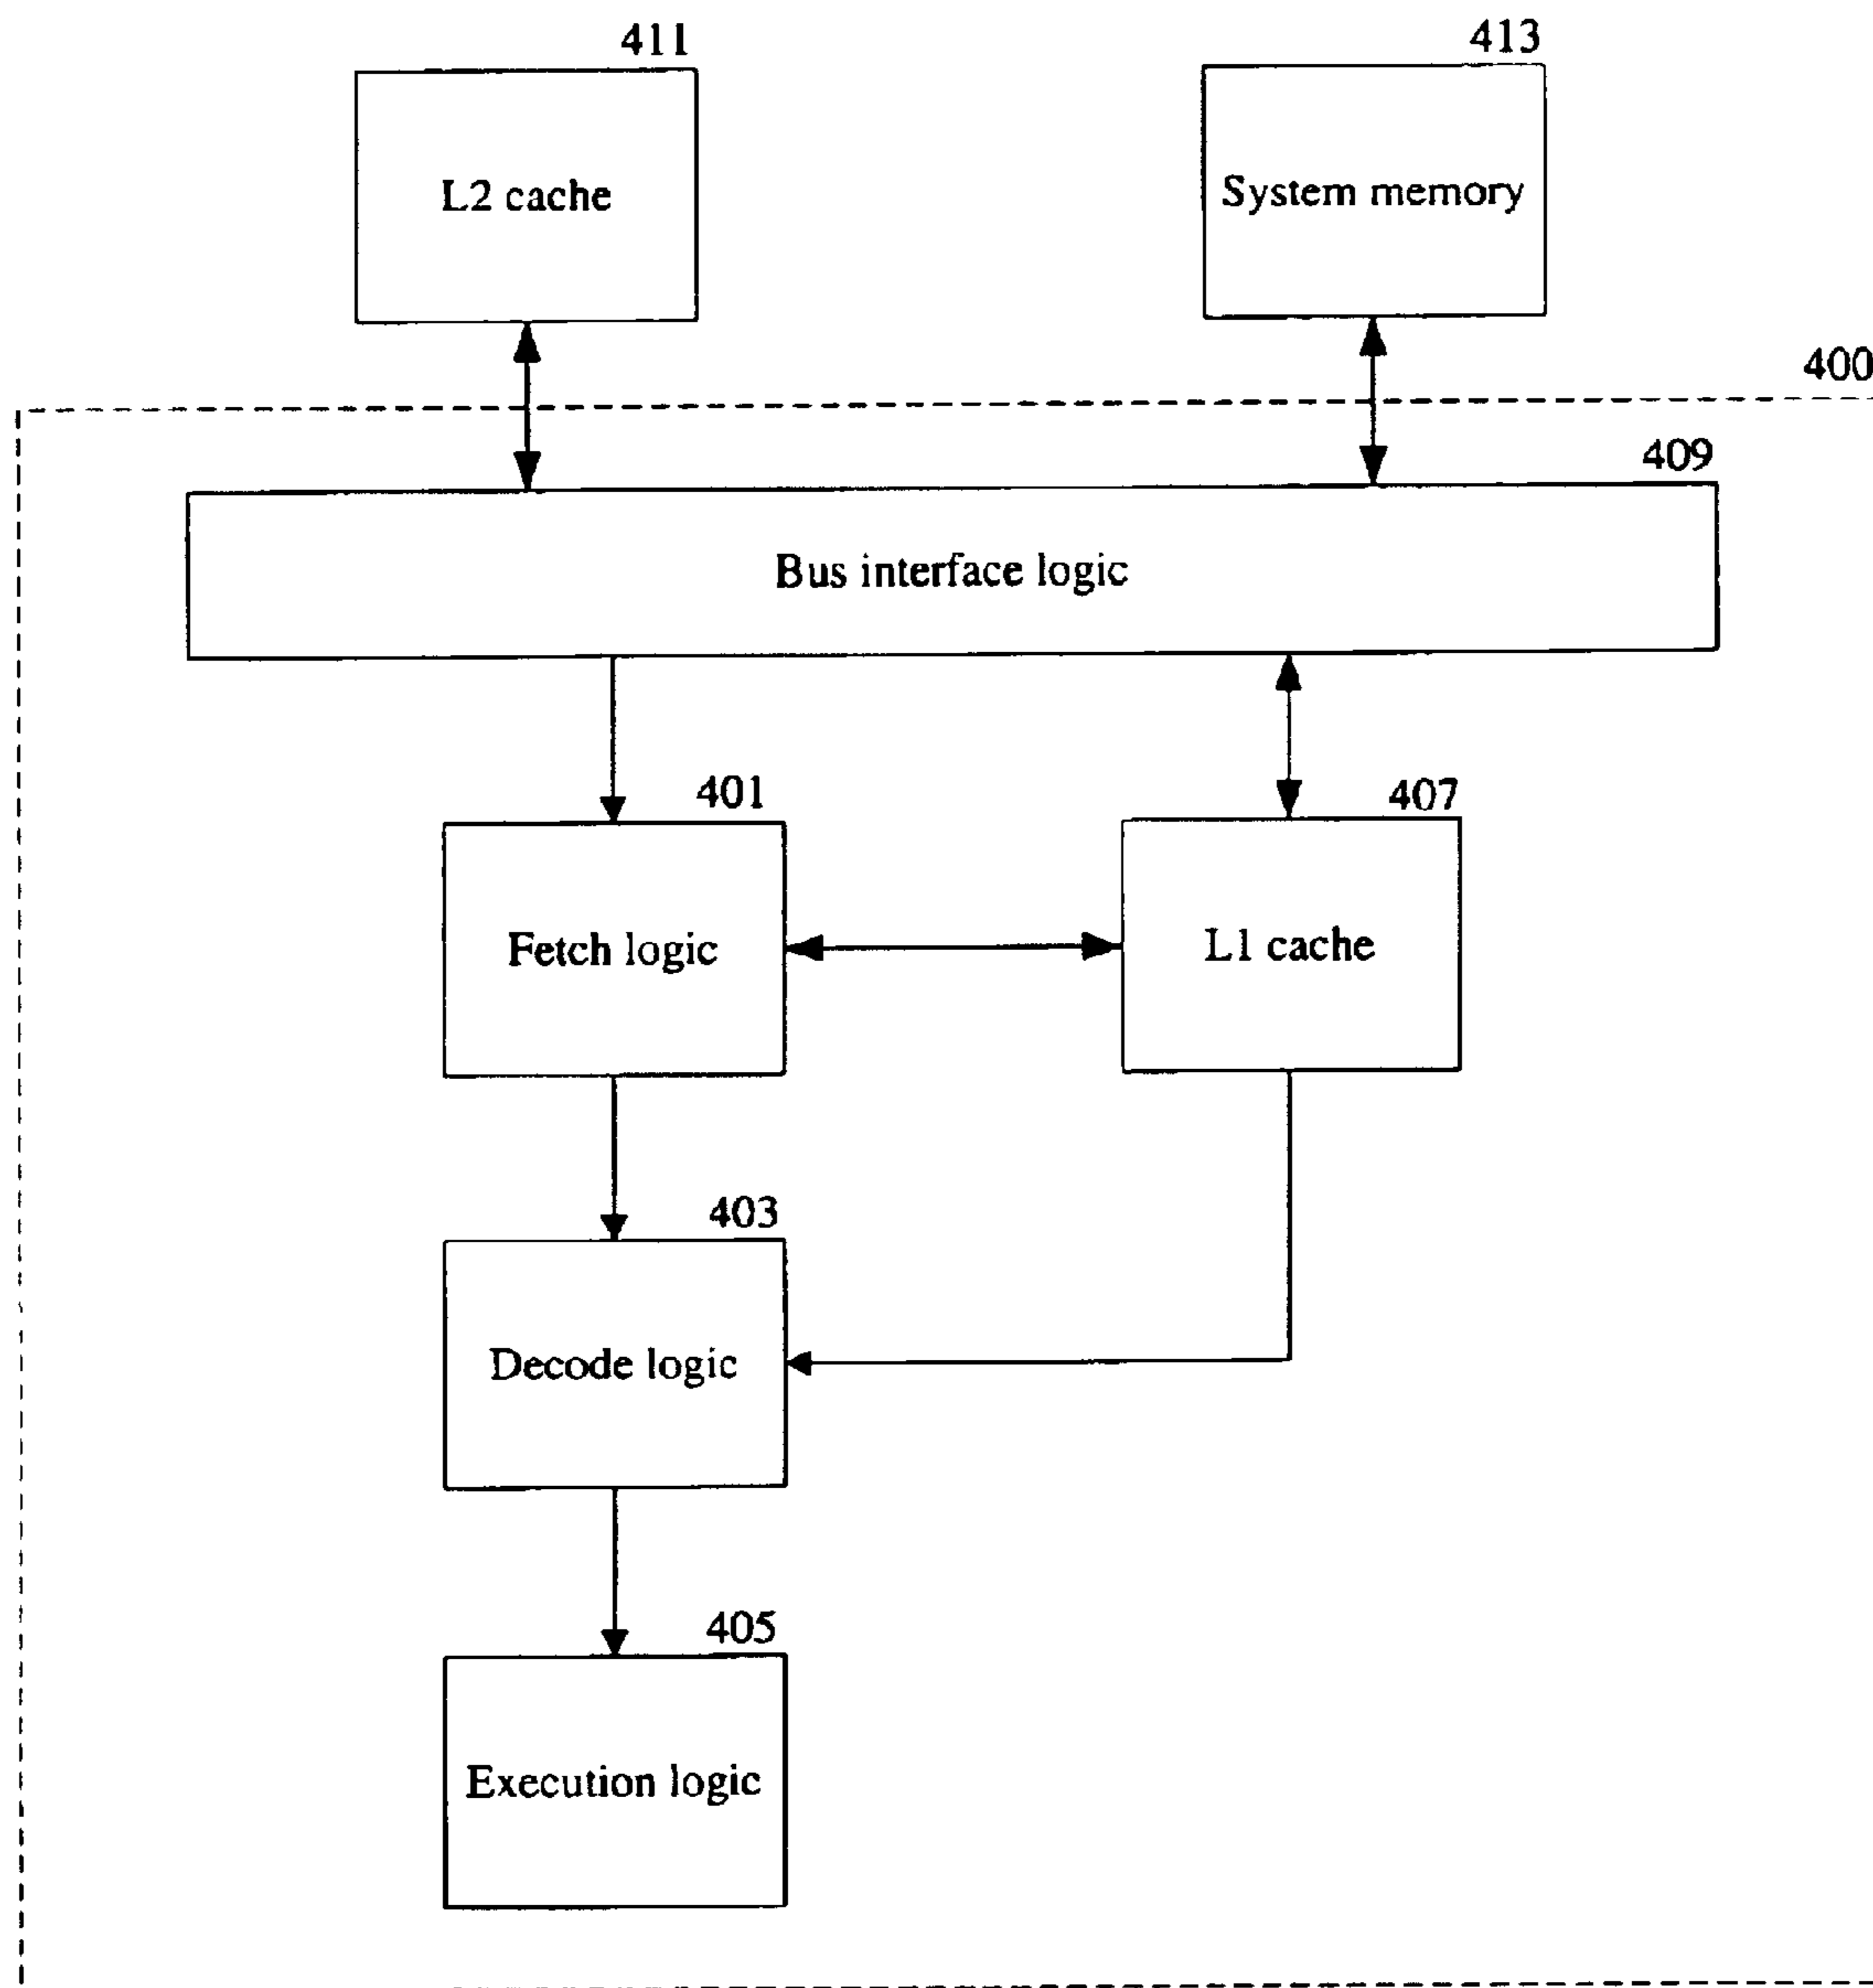 411
413
L2 cache
System memory
400
409
Bus interface logic
401
407
Fetch logic
L1 cache
403
Decode logic
405
Execution logic